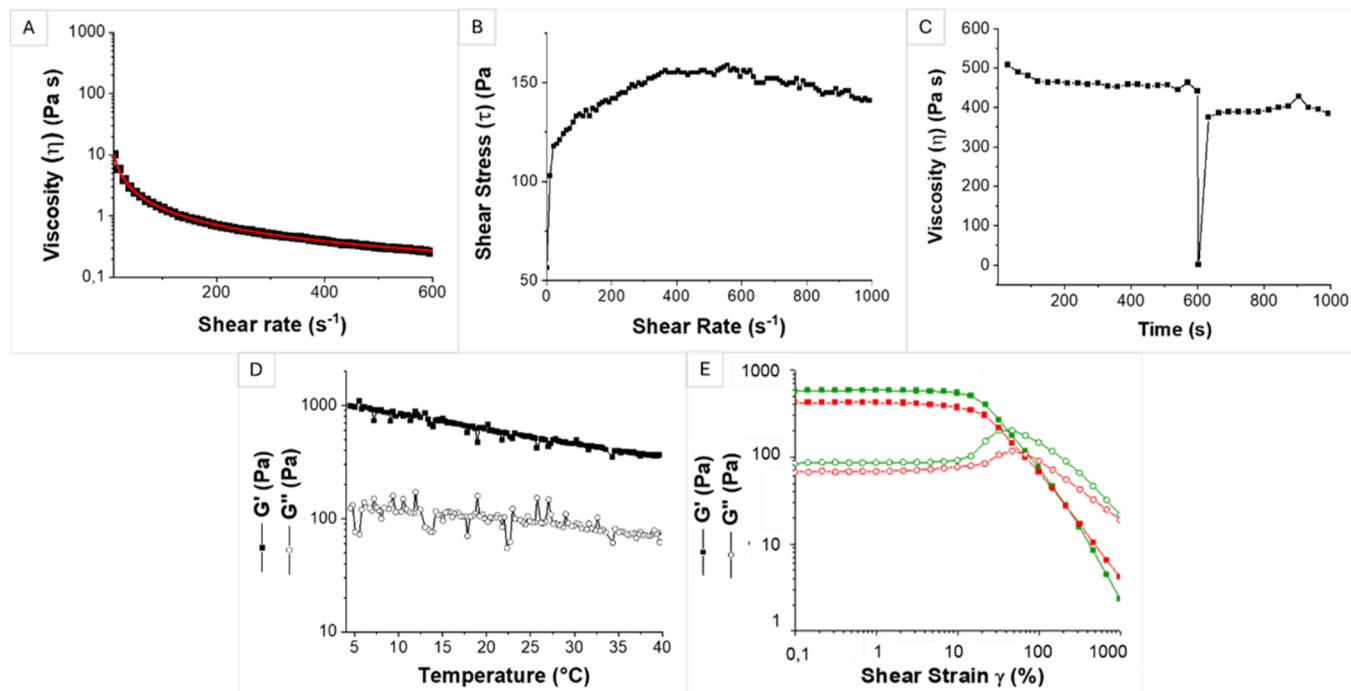 A
Viscosity (η) (Pa s)
1000
100
10
1
0,1
200
400
600
Shear rate (s⁻¹)
B
Shear Stress (τ) (Pa
150
100
50
0
200
400
600
800
1000
Shear Rate (s⁻¹)
C
Viscosity (η) (Pa s)
600
500
400
300
200
100
0
200
400
600
800
1000
Time (s)
D
G' (Pa)
G'' (Pa)
1000
100
10
5
10
15
20
25
30
35
40
Temperature (°C)
E
G' (Pa)
G'' (Pa)
1000
100
10
1
0,1
1
10
100
1000
Shear Strain γ (%)